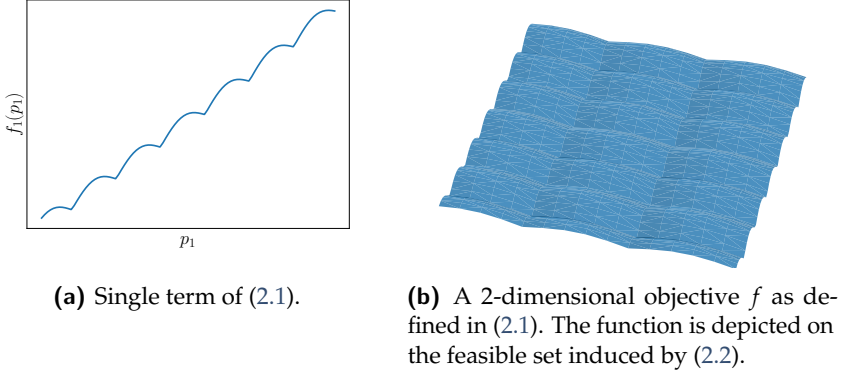 f₁(p₁)
p₁
(a) Single term of (2.1).
(b) A 2-dimensional objective f as de-
fined in (2.1). The function is depicted on
the feasible set induced by (2.2).